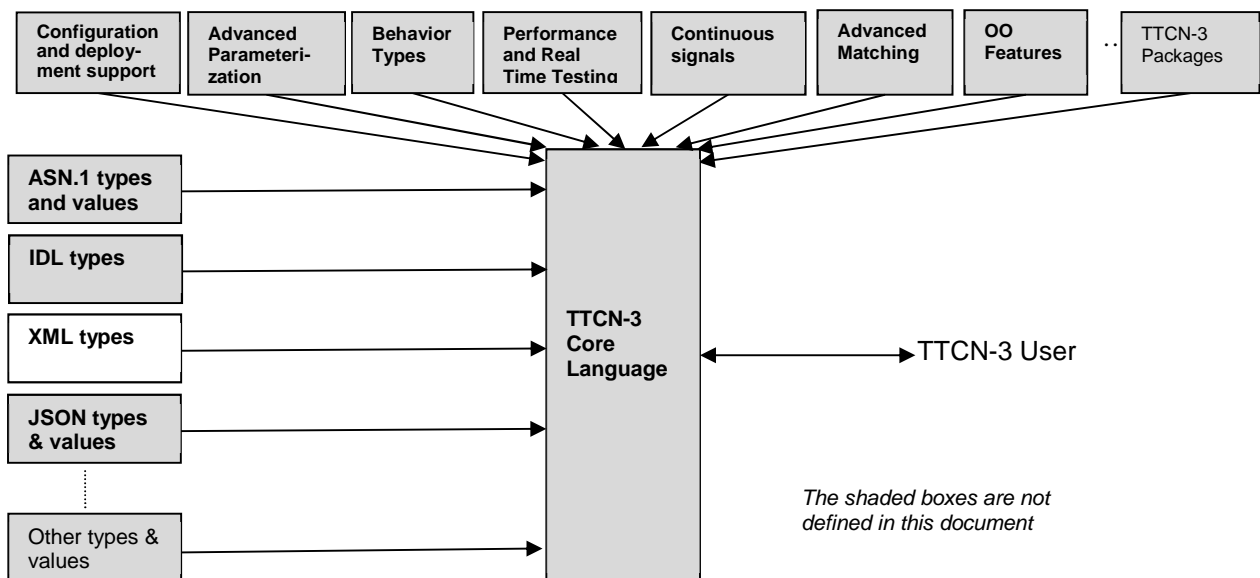 Configuration
and deploy-
ment support
Advanced
Parameteri-
zation
Behavior
Types
Performance
and Real
Time Testing
Continuous
signals
Advanced
Matching
OO
Features
..
TTCN-3
Packages
ASN.1 types
and values
IDL types
XML types
JSON types
& values
Other types &
values
TTCN-3
Core
Language
TTCN-3 User
The shaded boxes are not
defined in this document